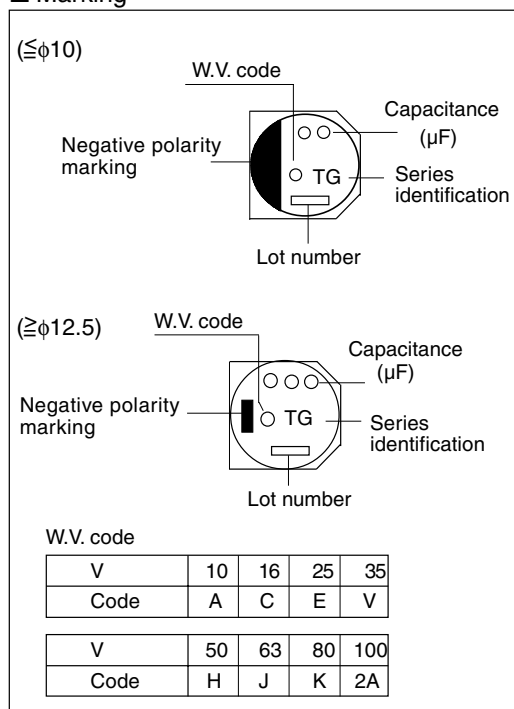 Marking
(≦ϕ10)
W.V. code
Capacitance
(µF)
Negative polarity
marking
TG
Series
identification
Lot number
(≧ϕ12.5)
W.V. code
Capacitance
(µF)
Negative polarity
marking
TG
Series
identification
Lot number
W.V. code
V 10 16 25 35
Code A C E V
V 50 63 80 100
Code H J K 2A